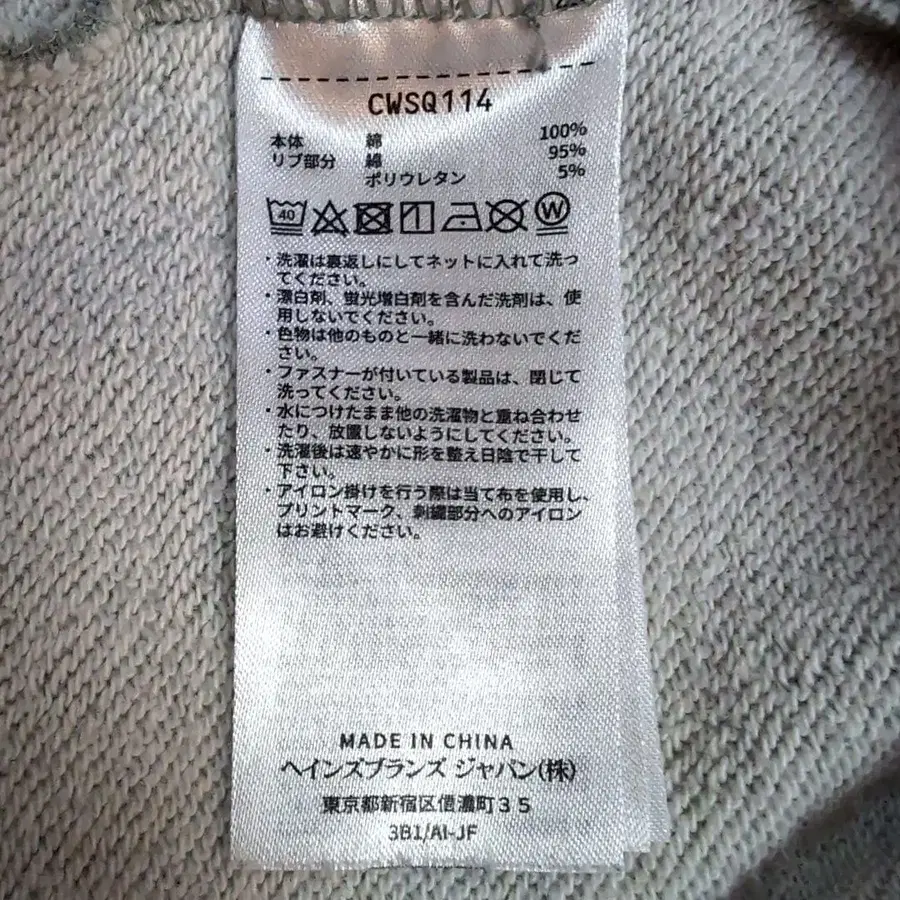 CWSQ114
本体 綿 100%
リブ部分 綿 95%
ポリウレタン 5%
40 W
・洗濯は裏返しにしてネットに入れて洗っ
てください。
・漂白剤、蛍光増白剤を含んだ洗剤は、使
用しないでください。
・色物は他のものと一緒に洗わないでくだ
さい。
・ファスナーが付いている製品は、閉じて
洗ってください。
・水につけたまま他の洗濯物と重ね合わせ
たり、放置しないようにしてください。
・洗濯後は速やかに形を整え日陰で干して
下さい。
・アイロン掛けを行う際は当て布を使用し、
プリントマーク、刺繍部分へのアイロン
はお避けください。
MADE IN CHINA
ヘインズブランズ ジャパン(株)
東京都新宿区信濃町35
3B1/AI-JF